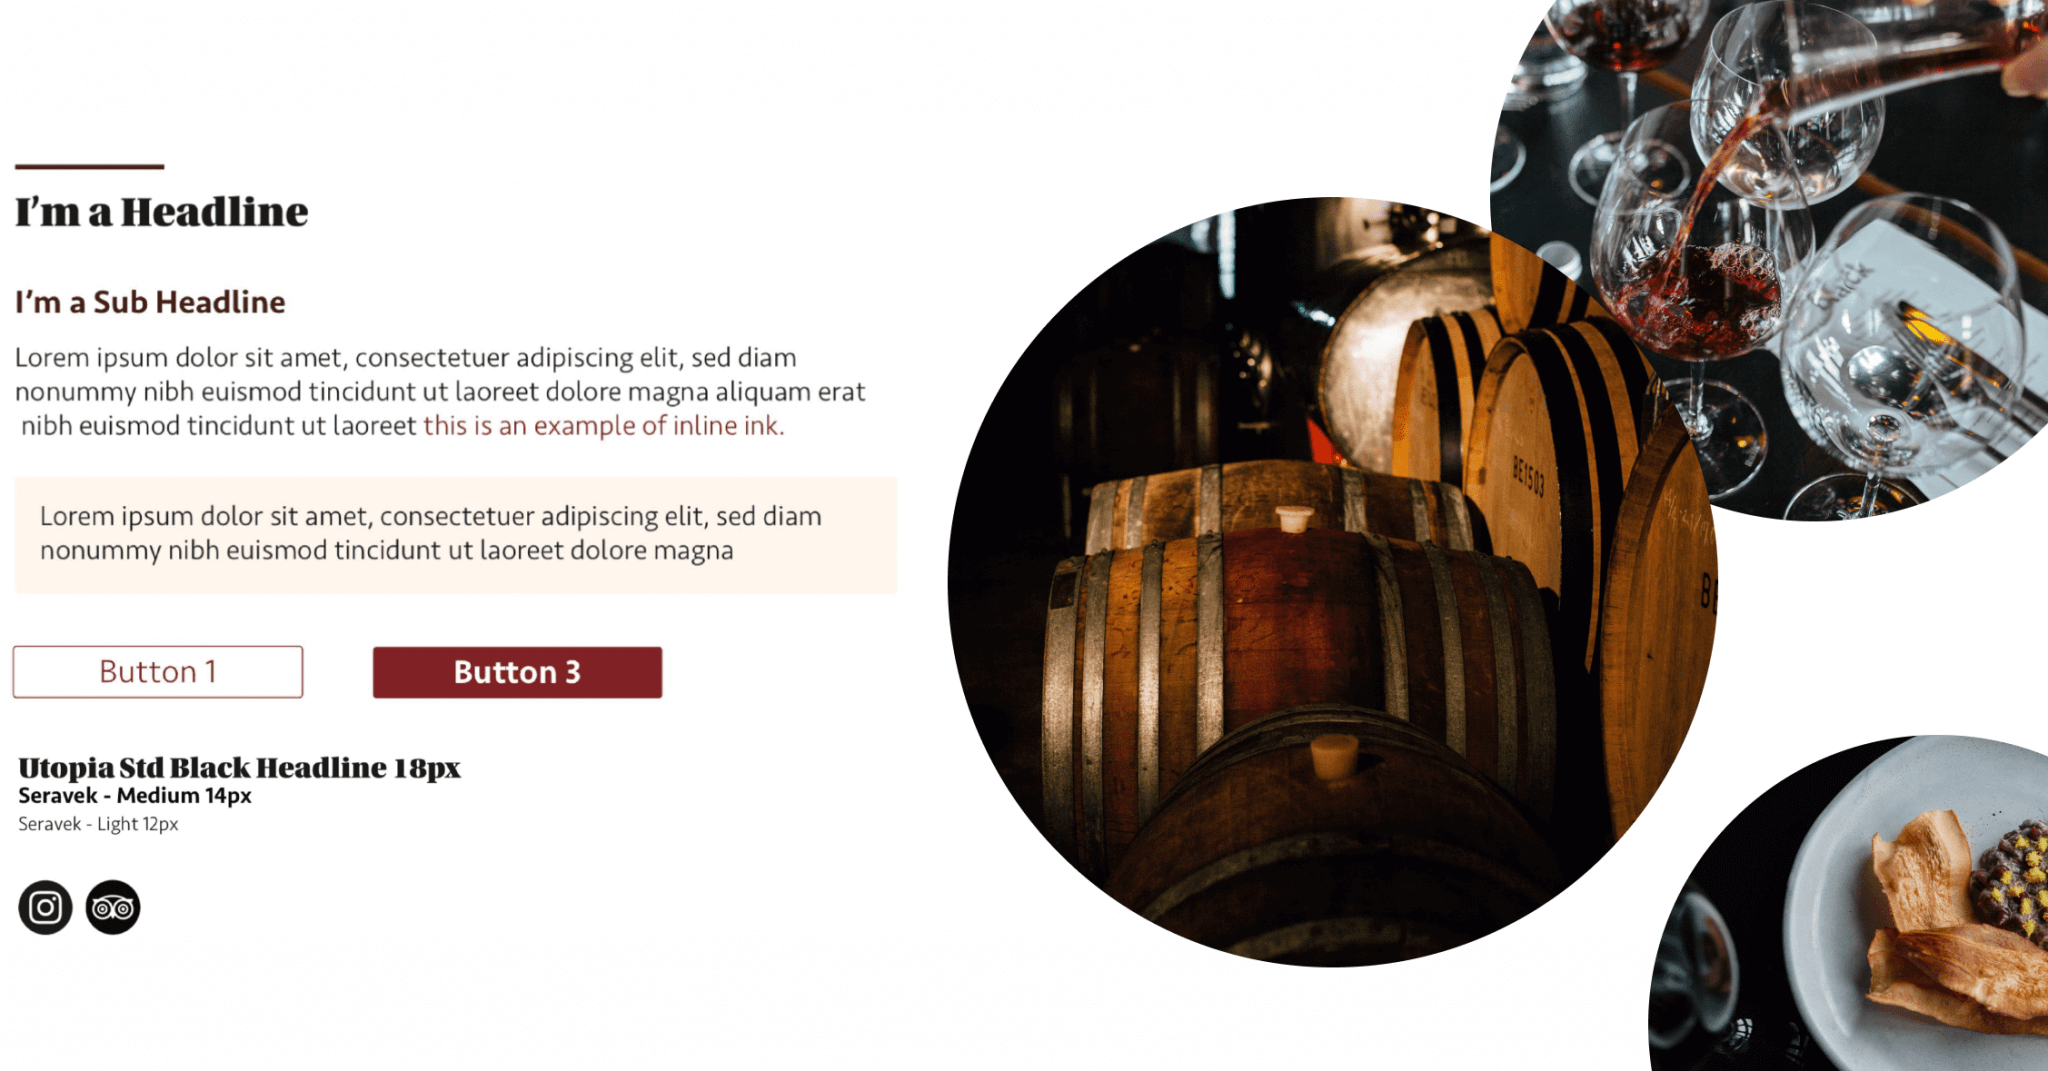 I'm a Headline
I'm a Sub Headline
Lorem ipsum dolor sit amet, consectetuer adipiscing elit, sed diam
nonummy nibh euismod tincidunt ut laoreet dolore magna aliquam erat
nibh euismod tincidunt ut laoreet this is an example of inline ink.
Lorem ipsum dolor sit amet, consectetuer adipiscing elit, sed diam
nonummy nibh euismod tincidunt ut laoreet dolore magna
Button 1
Button 3
Utopia Std Black Headline 18px
Seravek - Medium 14px
Seravek - Light 12px
BE1503